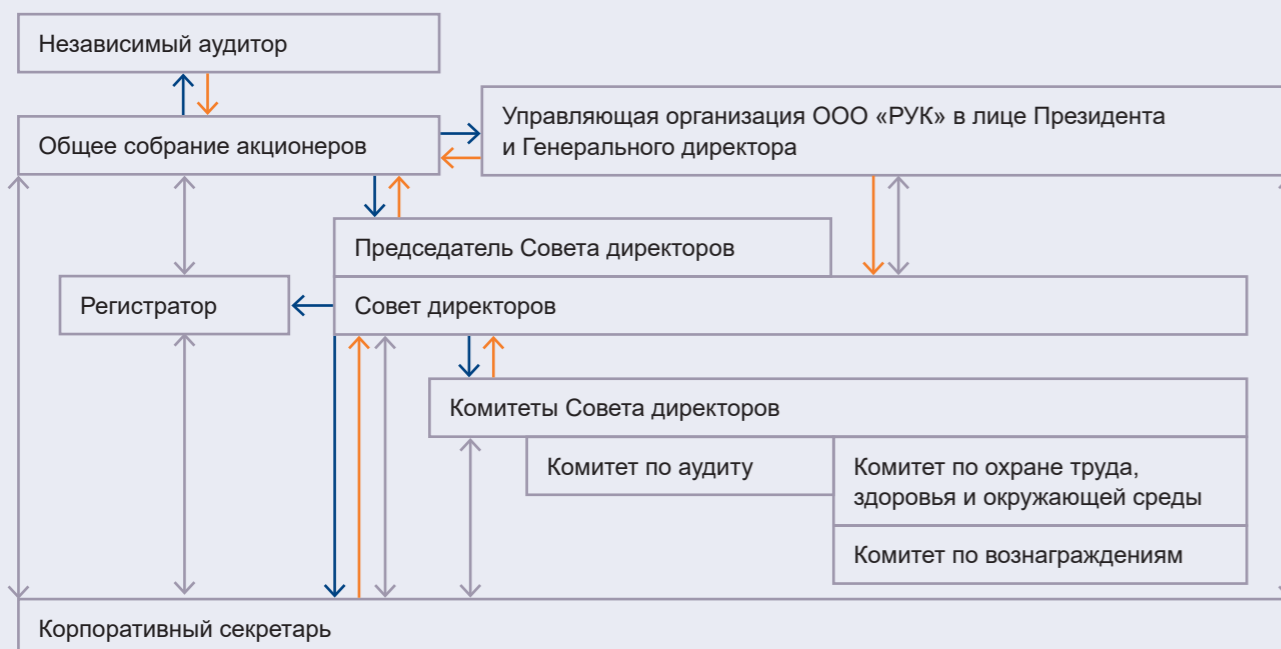 Независимый аудитор
Управляющая организация ООО «РУК» в лице Президента
и Генерального директора
Общее собрание акционеров
Председатель Совета директоров
Регистратор
Совет директоров
Комитеты Совета директоров
Комитет по аудиту
Комитет по охране труда,
здоровья и окружающей среды
Комитет по вознаграждениям
Корпоративный секретарь